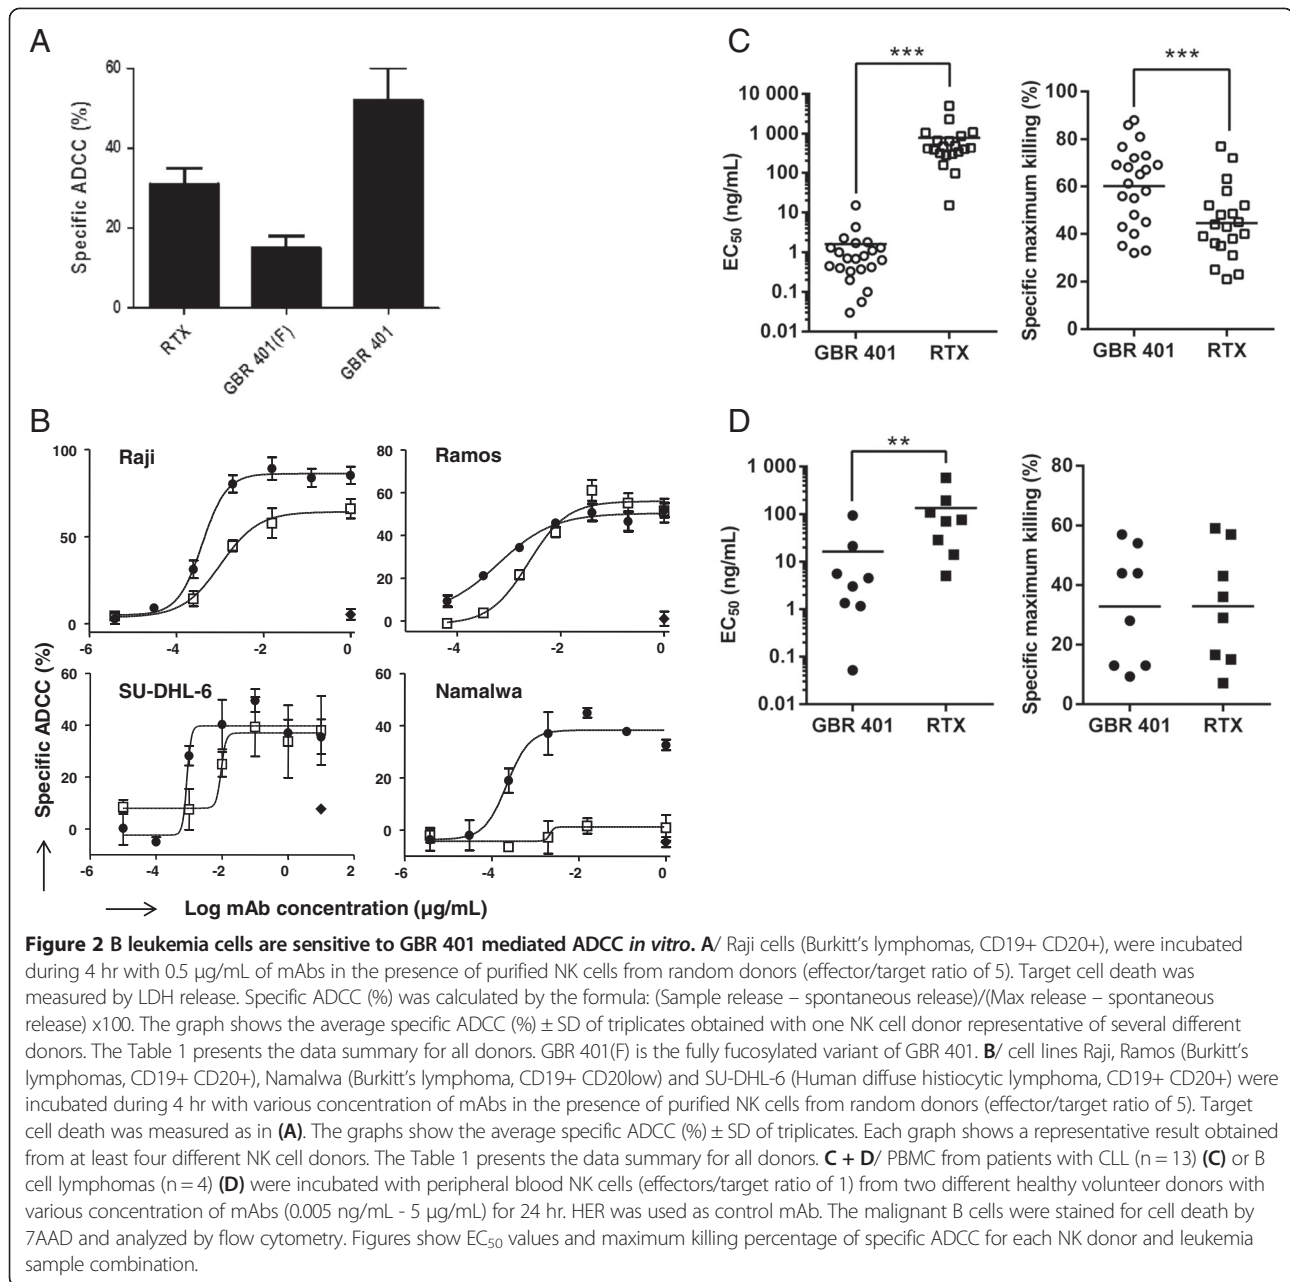 A
60
40
20
0
Specific ADCC (%)
RTX
GBR 401(F)
GBR 401
B
Raji
100
50
0
-6 -4 -2 0
Ramos
80
60
40
20
0
-4 -2 0
SU-DHL-6
60
40
20
0
-6 -4 -2 0 2
Namalwa
60
40
20
0
-6 -4 -2 0
Specific ADCC (%)
Log mAb concentration (µg/mL)
C
***
10 000
1 000
100
10
1
0.1
0.01
EC50 (ng/mL)
GBR 401 RTX
***
100
80
60
40
20
0
Specific maximum killing (%)
GBR 401 RTX
D
**
1 000
100
10
1
0.1
0.01
EC50 (ng/mL)
GBR 401 RTX
80
60
40
20
0
Specific maximum killing (%)
GBR 401 RTX
Figure 2 B leukemia cells are sensitive to GBR 401 mediated ADCC in vitro. A/ Raji cells (Burkitt's lymphomas, CD19+ CD20+), were incubated
during 4 hr with 0.5 µg/mL of mAbs in the presence of purified NK cells from random donors (effector/target ratio of 5). Target cell death was
measured by LDH release. Specific ADCC (%) was calculated by the formula: (Sample release – spontaneous release)/(Max release – spontaneous
release) x100. The graph shows the average specific ADCC (%) ± SD of triplicates obtained with one NK cell donor representative of several different
donors. The Table 1 presents the data summary for all donors. GBR 401(F) is the fully fucosylated variant of GBR 401. B/ cell lines Raji, Ramos (Burkitt's
lymphomas, CD19+ CD20+), Namalwa (Burkitt's lymphoma, CD19+ CD20low) and SU-DHL-6 (Human diffuse histiocytic lymphoma, CD19+ CD20+) were
incubated during 4 hr with various concentration of mAbs in the presence of purified NK cells from random donors (effector/target ratio of 5). Target
cell death was measured as in (A). The graphs show the average specific ADCC (%) ± SD of triplicates. Each graph shows a representative result obtained
from at least four different NK cell donors. The Table 1 presents the data summary for all donors. C + D/ PBMC from patients with CLL (n = 13) (C) or B
cell lymphomas (n = 4) (D) were incubated with peripheral blood NK cells (effectors/target ratio of 1) from two different healthy volunteer donors with
various concentration of mAbs (0.005 ng/mL - 5 µg/mL) for 24 hr. HER was used as control mAb. The malignant B cells were stained for cell death by
7AAD and analyzed by flow cytometry. Figures show EC50 values and maximum killing percentage of specific ADCC for each NK donor and leukemia
sample combination.